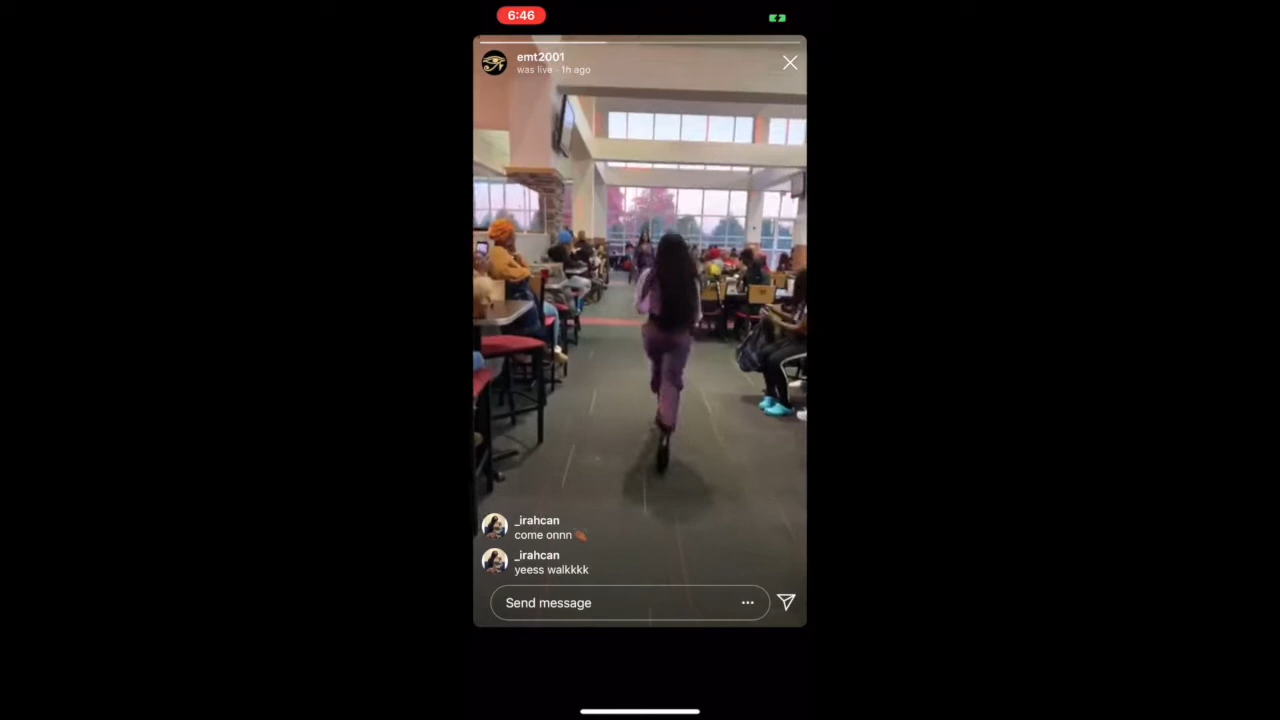 6:46
emt2001
was live · 1h ago
_irahcan
come onnn👏🏾
_irahcan
yeess walkkkk
Send message